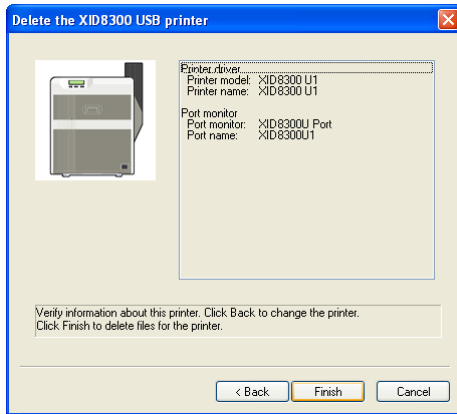 Delete the XID8300 USB printer
Printer driver
Printer model: XID8300 U1
Printer name: XID8300 U1
Port monitor
Port monitor: XID8300U Port
Port name: XID8300U1
Verify information about this printer. Click Back to change the printer.
Click Finish to delete files for the printer.
< Back Finish Cancel